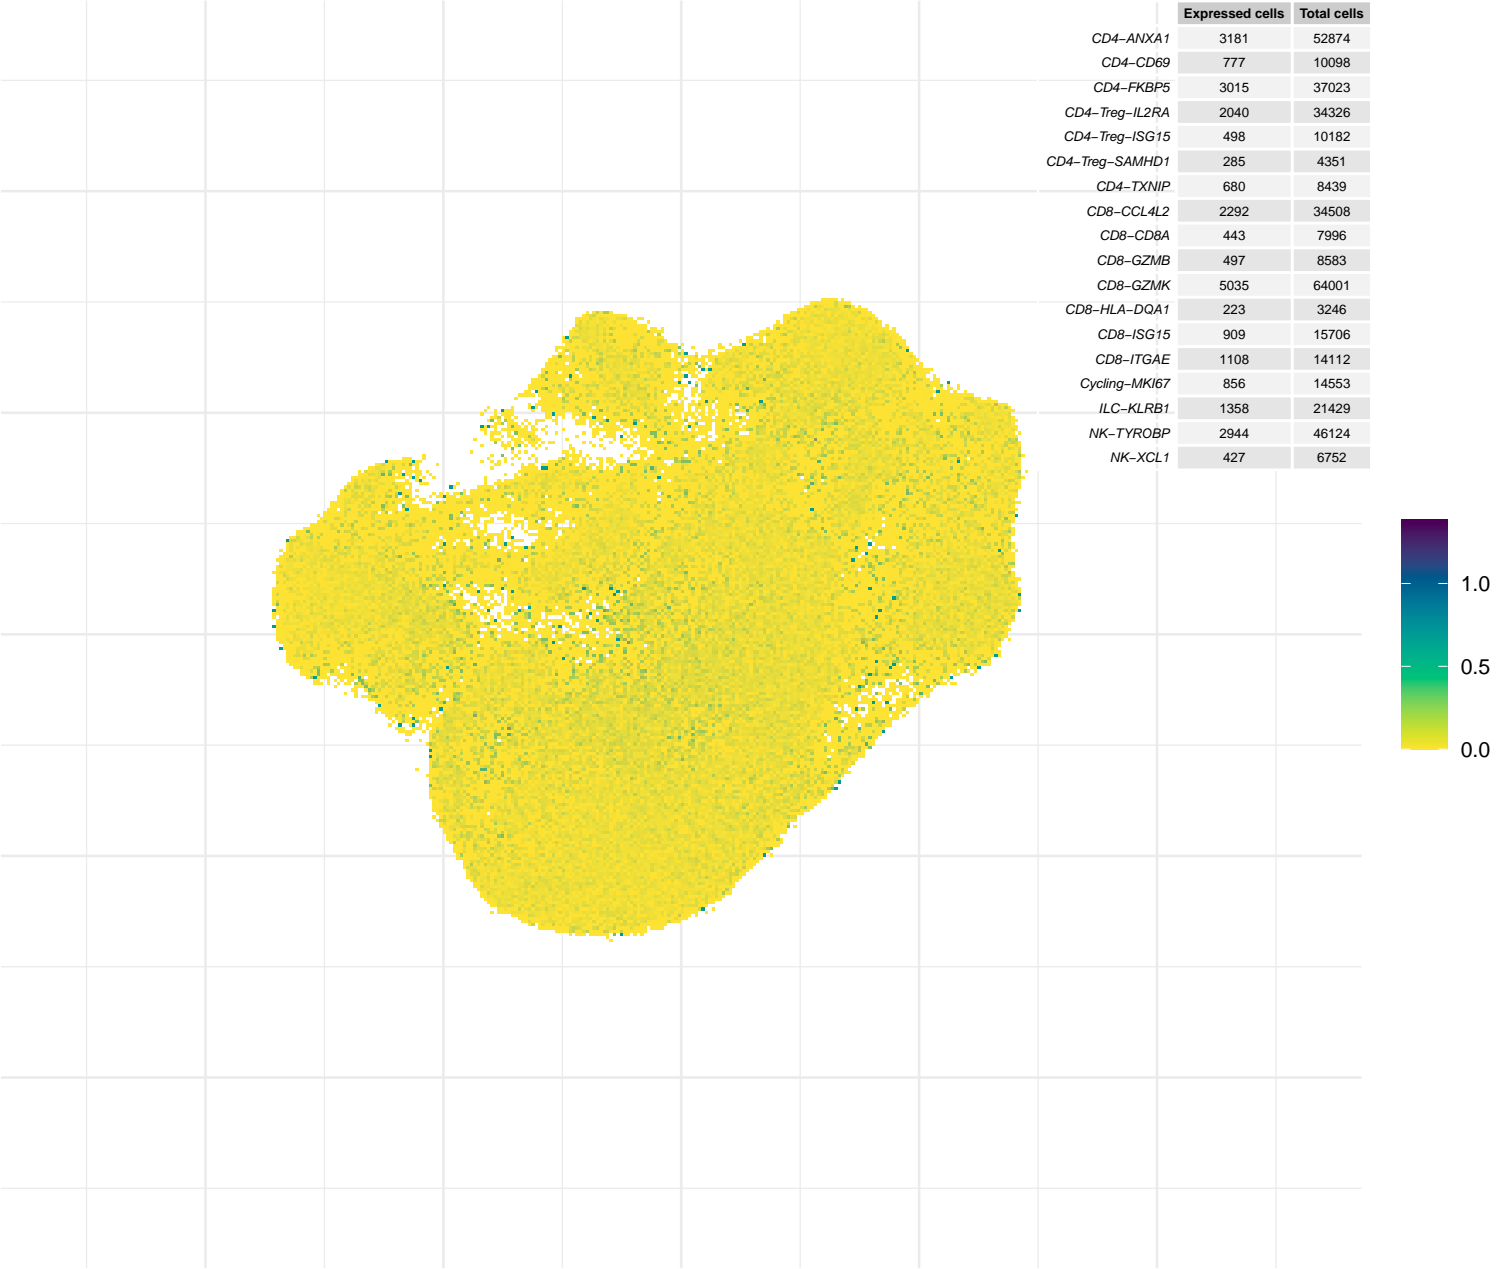 Expressed cells Total cells
CD4−ANXA1 3181 52874
CD4−CD69 777 10098
CD4−FKBP5 3015 37023
CD4−Treg−IL2RA 2040 34326
CD4−Treg−ISG15 498 10182
CD4−Treg−SAMHD1 285 4351
CD4−TXNIP 680 8439
CD8−CCL4L2 2292 34508
CD8−CD8A 443 7996
CD8−GZMB 497 8583
CD8−GZMK 5035 64001
CD8−HLA−DQA1 223 3246
CD8−ISG15 909 15706
CD8−ITGAE 1108 14112
Cycling−MKI67 856 14553
ILC−KLRB1 1358 21429
NK−TYROBP 2944 46124
NK−XCL1 427 6752
1.0
0.5
0.0